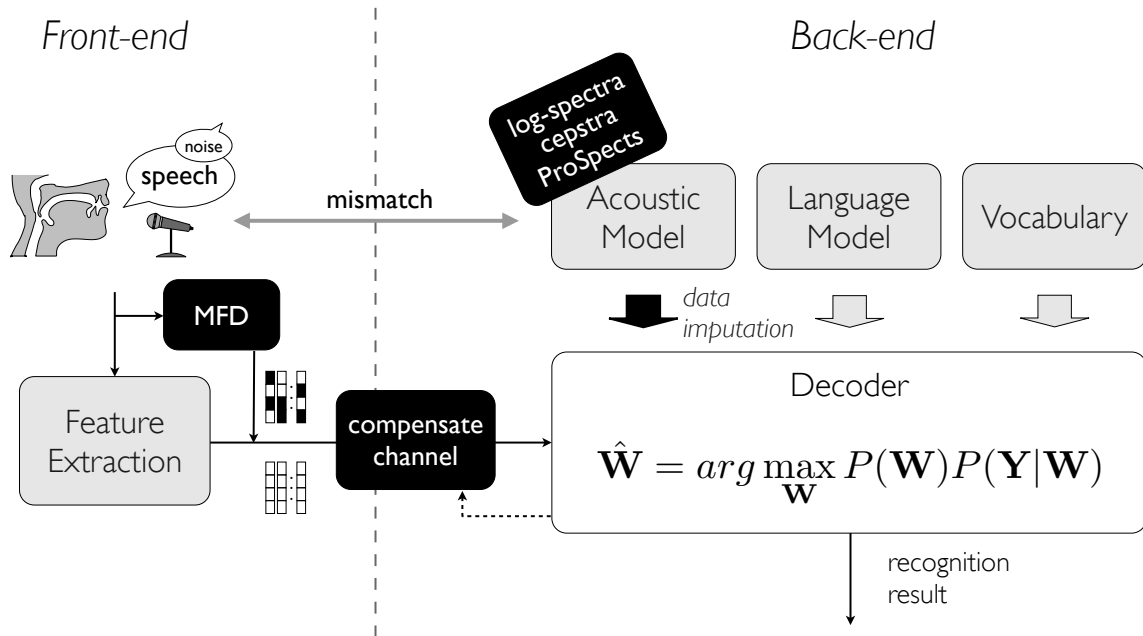 Front-end
Back-end
noise
speech
mismatch
log-spectra
cepstra
ProSpects
Acoustic
Model
Language
Model
Vocabulary
MFD
data
imputation
Feature
Extraction
compensate
channel
Decoder
Ŵ = arg max P(W)P(Y|W)
W
recognition
result